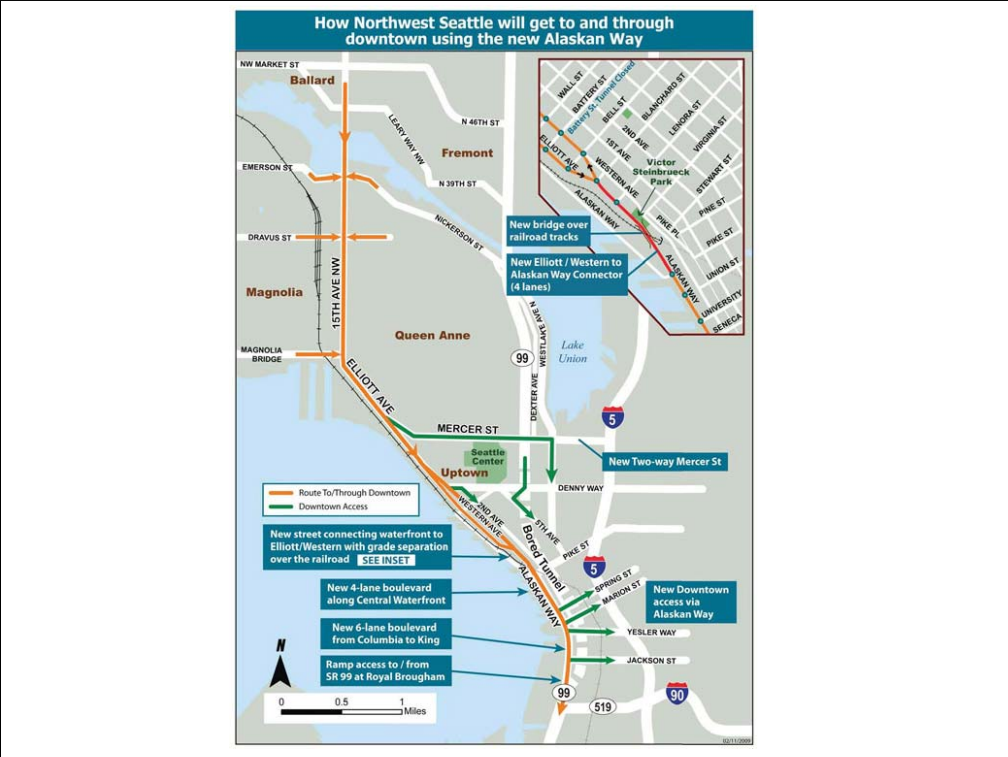 How Northwest Seattle will get to and through
downtown using the new Alaskan Way
NW MARKET ST
Ballard
LEARY WAY NW
N 46TH ST
Fremont
EMERSON ST
N 39TH ST
NICKERSON ST
DRAVUS ST
15TH AVE NW
Magnolia
Queen Anne
MAGNOLIA
BRIDGE
ELLIOTT AVE
99
WESTLAKE AVE N
DEXTER AVE
Lake
Union
5
MERCER ST
Seattle
Center
Uptown
New Two-way Mercer St
DENNY WAY
Route To/Through Downtown
Downtown Access
2ND AVE
WESTERN AVE
5TH AVE
Bored Tunnel
PIKE ST
New street connecting waterfront to
Elliott/Western with grade separation
over the railroad SEE INSET
ALASKAN WAY
5
SPRING ST
MARION ST
New Downtown
access via
Alaskan Way
New 4-lane boulevard
along Central Waterfront
New 6-lane boulevard
from Columbia to King
YESLER WAY
Ramp access to / from
SR 99 at Royal Brougham
JACKSON ST
N
99
519
90
0 0.5 1
Miles
02/11/2009
WALL ST
BATTERY ST
Battery St. Tunnel Closed
BELL ST
BLANCHARD ST
LENORA ST
VIRGINIA ST
2ND AVE
1ST AVE
ELLIOTT AVE
WESTERN AVE
Victor
Steinbrueck
Park
STEWART ST
ALASKAN WAY
PINE ST
PIKE PL
PIKE ST
New bridge over
railroad tracks
New Elliott / Western to
Alaskan Way Connector
(4 lanes)
ALASKAN WAY
UNION ST
UNIVERSITY
SENECA